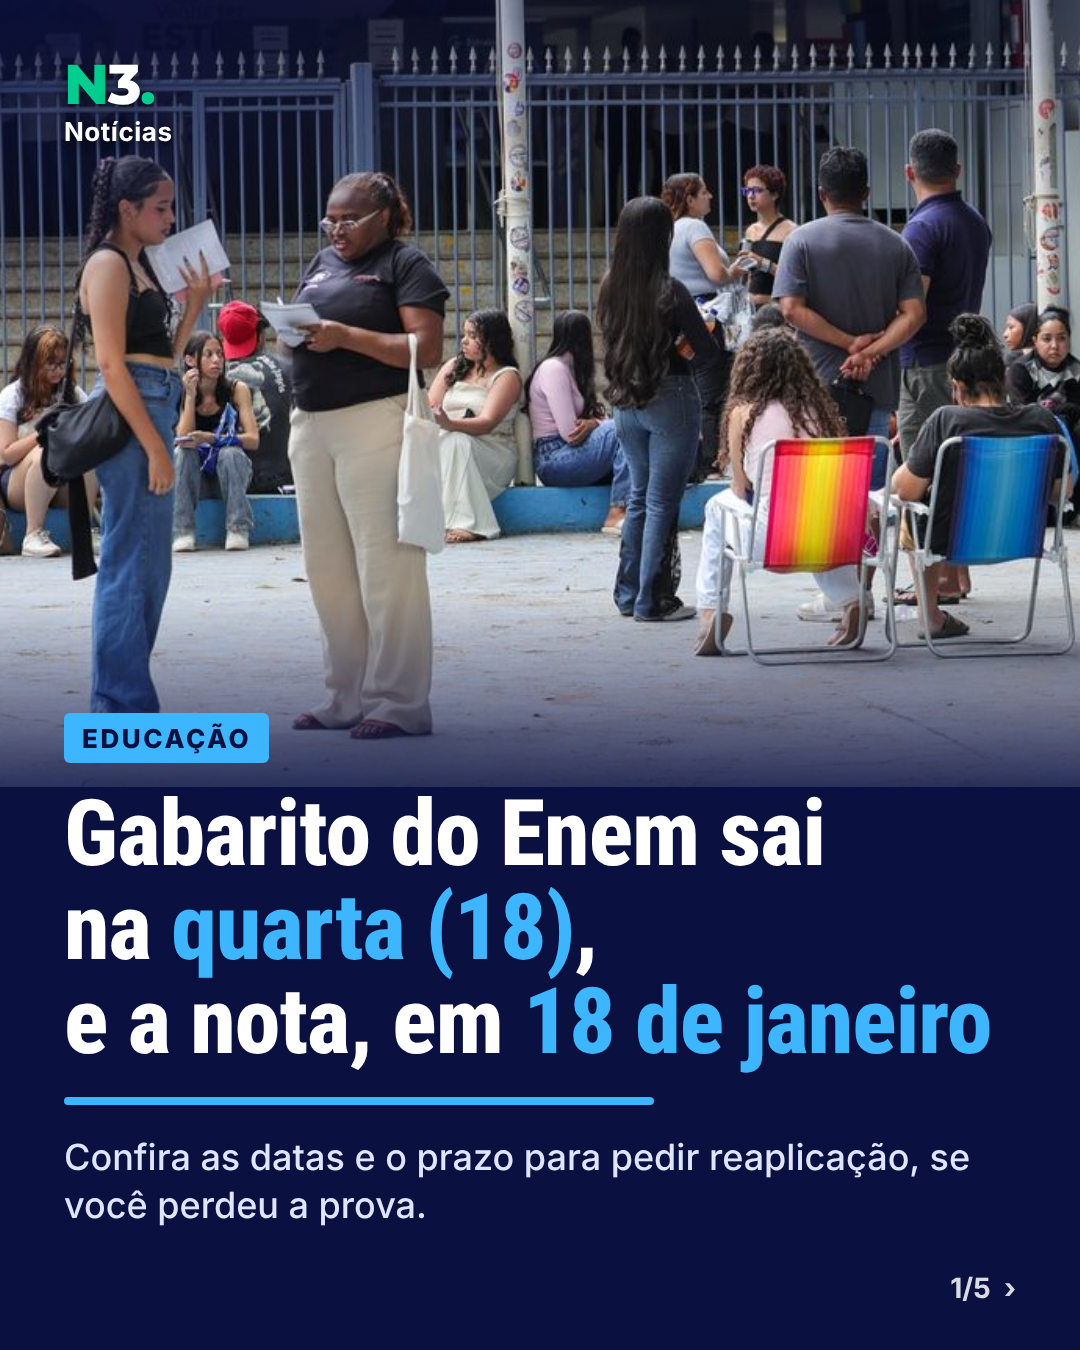 N3.
Notícias
EDUCAÇÃO
Gabarito do Enem sai
na quarta (18),
e a nota, em 18 de janeiro
Confira as datas e o prazo para pedir reaplicação, se
você perdeu a prova.
1/5 ›